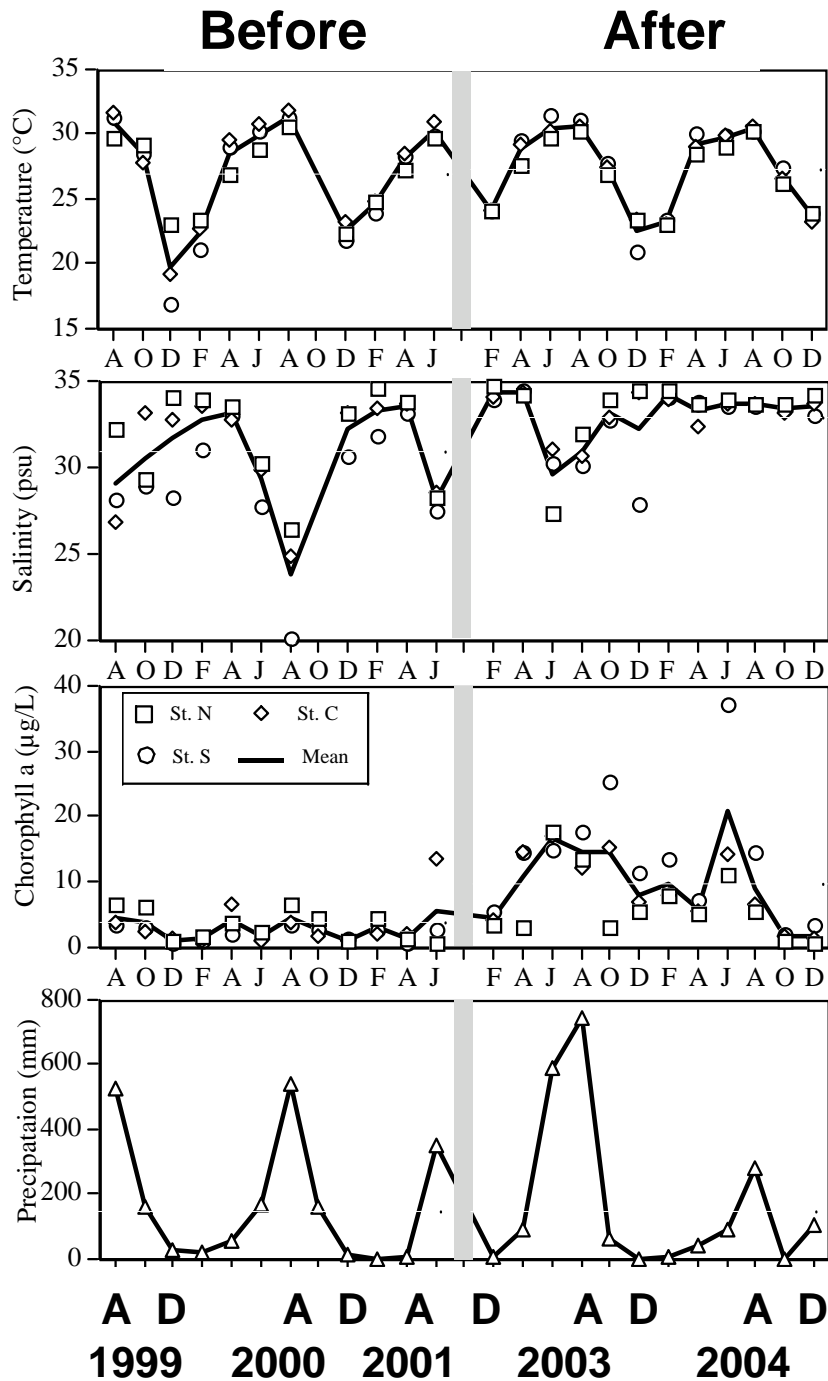 Before After
35
30
25
20
15
Temperature (°C)
A O D F A J A O D F A J F A J A O D F A J A O D
35
30
25
20
Salinity (psu)
A O D F A J A O D F A J F A J A O D F A J A O D
40
30
20
10
0
Chorophyll a (µg/L)
St. N St. C
St. S Mean
A O D F A J A O D F A J F A J A O D F A J A O D
800
600
400
200
0
Precipataion (mm)
A D A D A D A D A D
1999 2000 2001 2003 2004